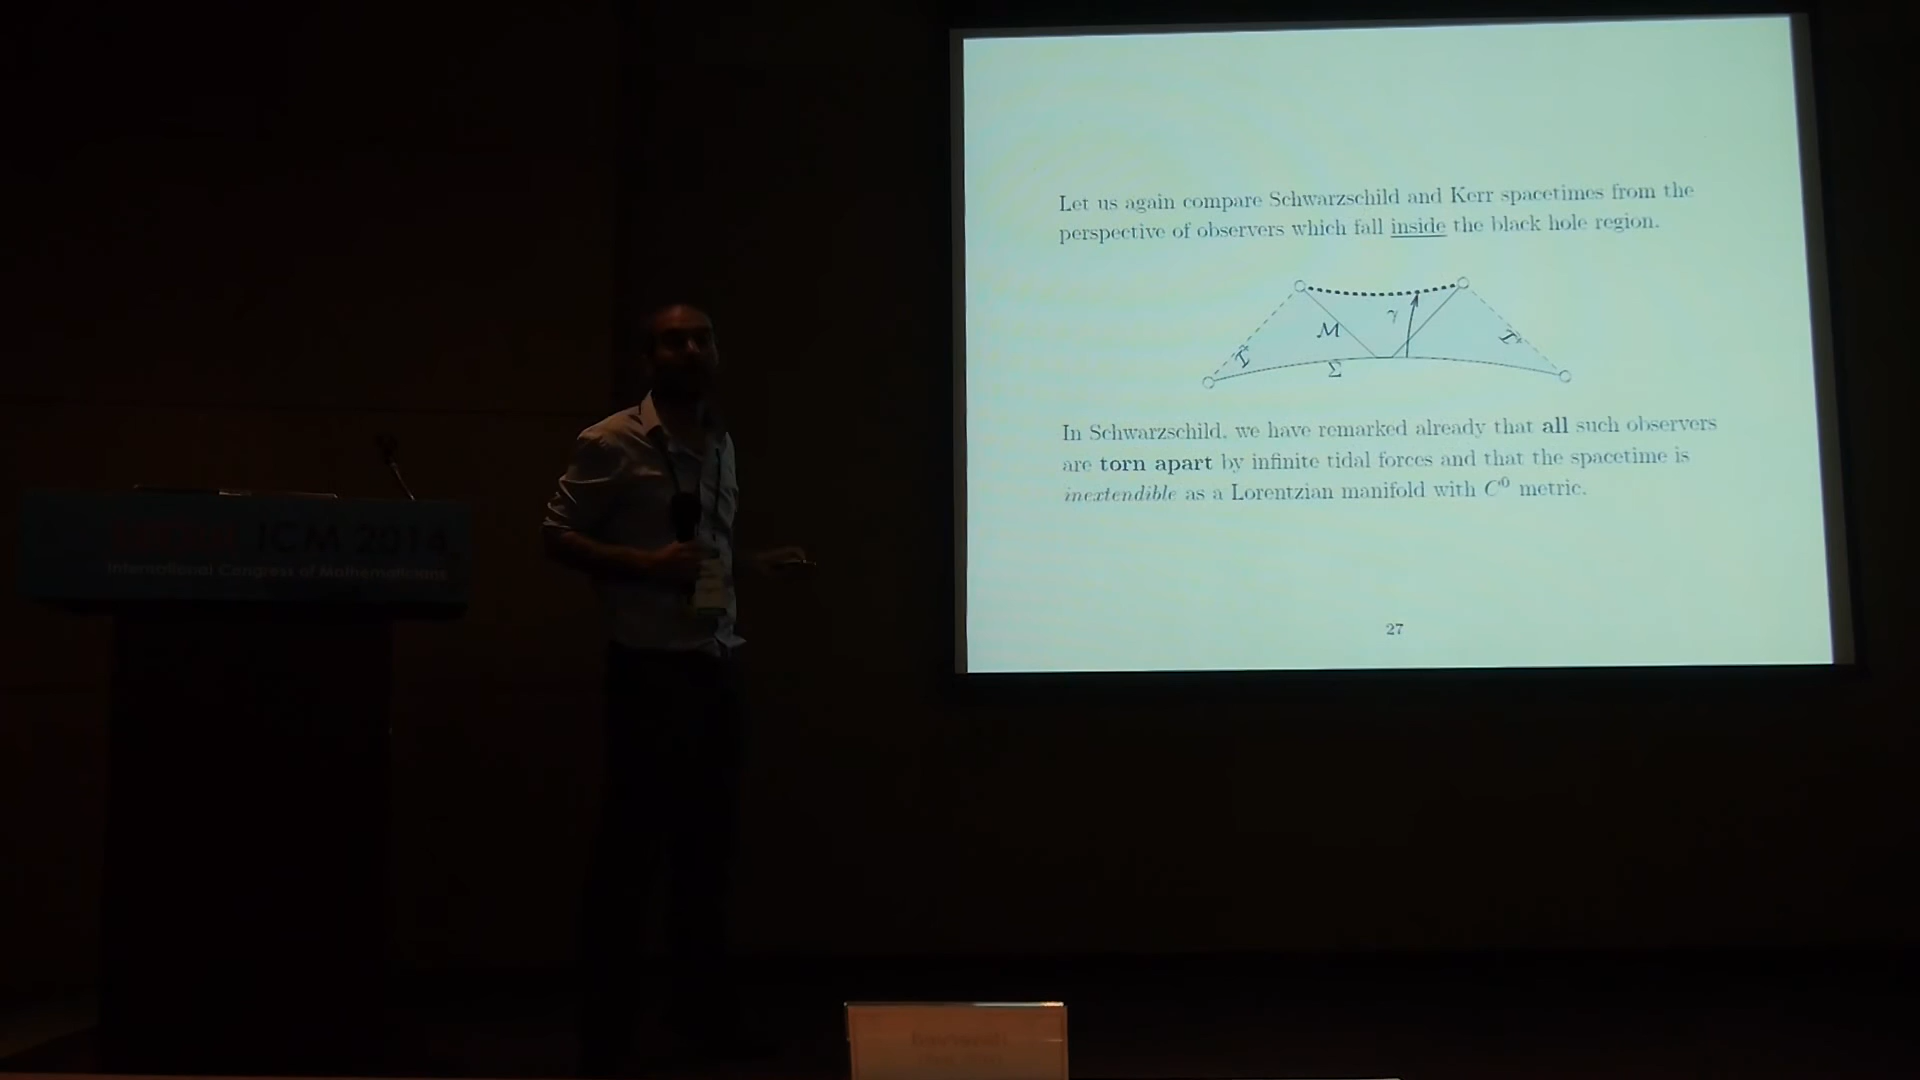 Let us again compare Schwarzschild and Kerr spacetimes from the
perspective of observers which fall inside the black hole region.
M
γ
I⁺
I⁺
Σ
In Schwarzschild, we have remarked already that all such observers
are torn apart by infinite tidal forces and that the spacetime is
inextendible as a Lorentzian manifold with C⁰ metric.
27
ICM 2014
International Congress of Mathematicians